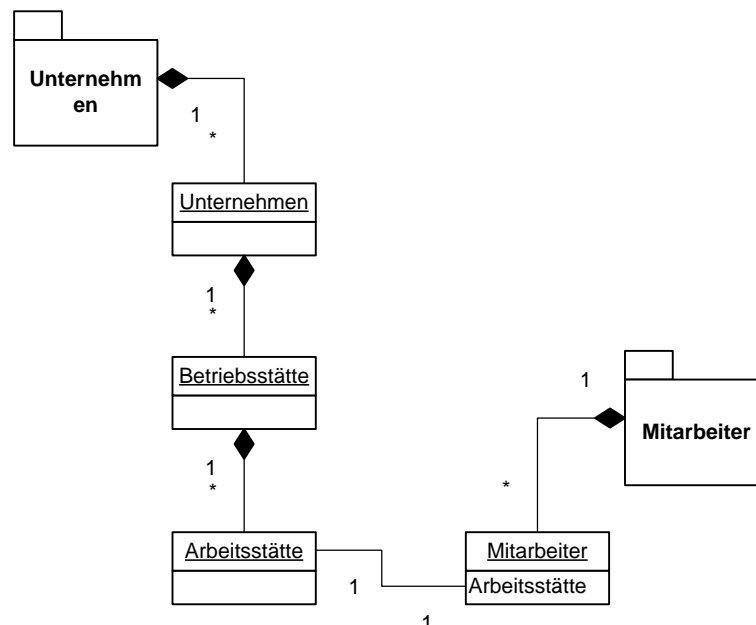 Unternehm
en
1
*
Unternehmen
1
*
Betriebsstätte
1
*
Arbeitsstätte
1
Mitarbeiter
1
*
Mitarbeiter
Arbeitsstätte
1